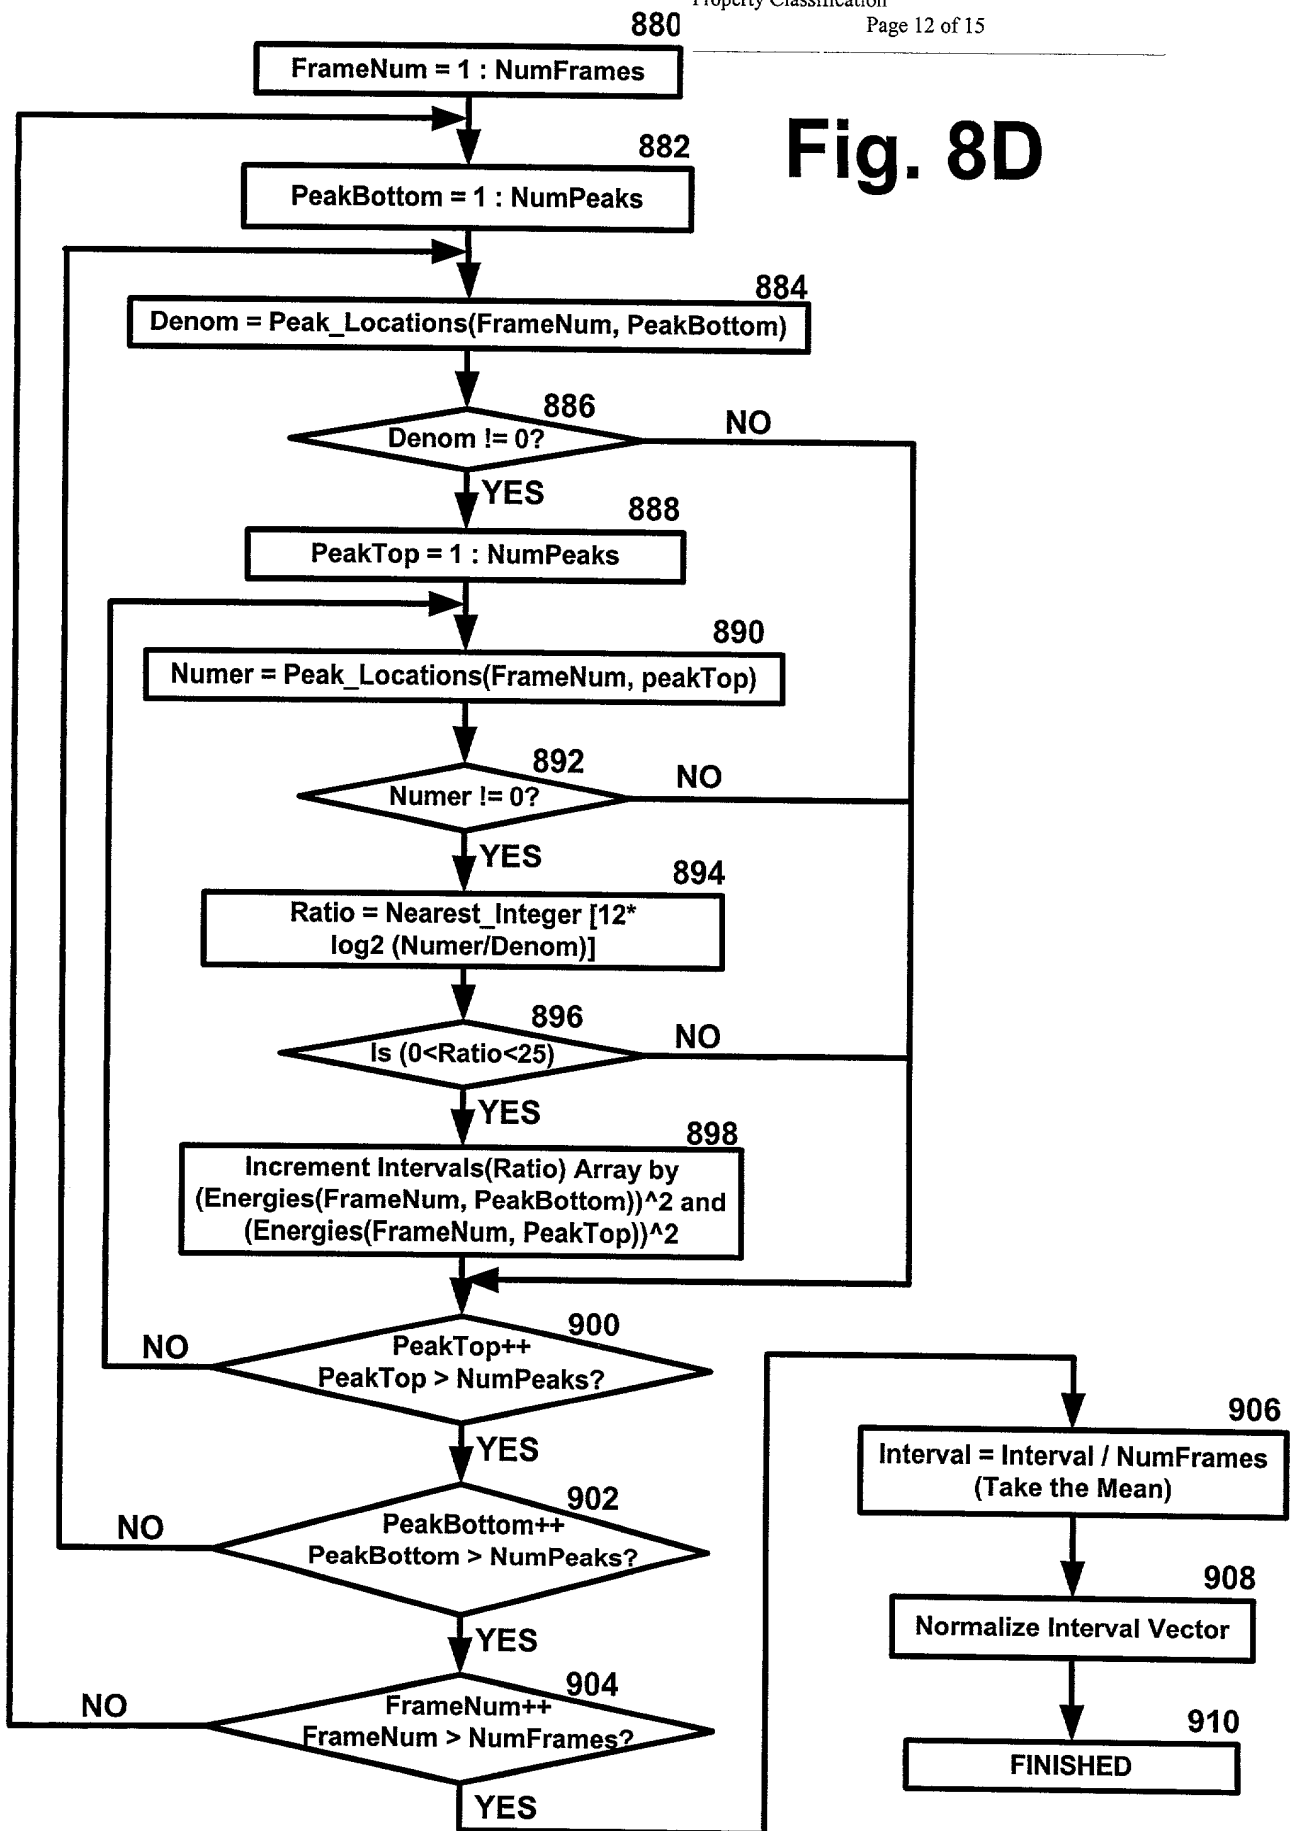 Property Classification
Page 12 of 15
Fig. 8D
880
FrameNum = 1 : NumFrames
882
PeakBottom = 1 : NumPeaks
884
Denom = Peak_Locations(FrameNum, PeakBottom)
886
Denom != 0?
NO
YES
888
PeakTop = 1 : NumPeaks
890
Numer = Peak_Locations(FrameNum, peakTop)
892
Numer != 0?
NO
YES
894
Ratio = Nearest_Integer [12*
log2 (Numer/Denom)]
896
Is (0<Ratio<25)
NO
YES
898
Increment Intervals(Ratio) Array by
(Energies(FrameNum, PeakBottom))^2 and
(Energies(FrameNum, PeakTop))^2
900
PeakTop++
PeakTop > NumPeaks?
NO
YES
902
PeakBottom++
PeakBottom > NumPeaks?
NO
YES
904
FrameNum++
FrameNum > NumFrames?
NO
YES
906
Interval = Interval / NumFrames
(Take the Mean)
908
Normalize Interval Vector
910
FINISHED